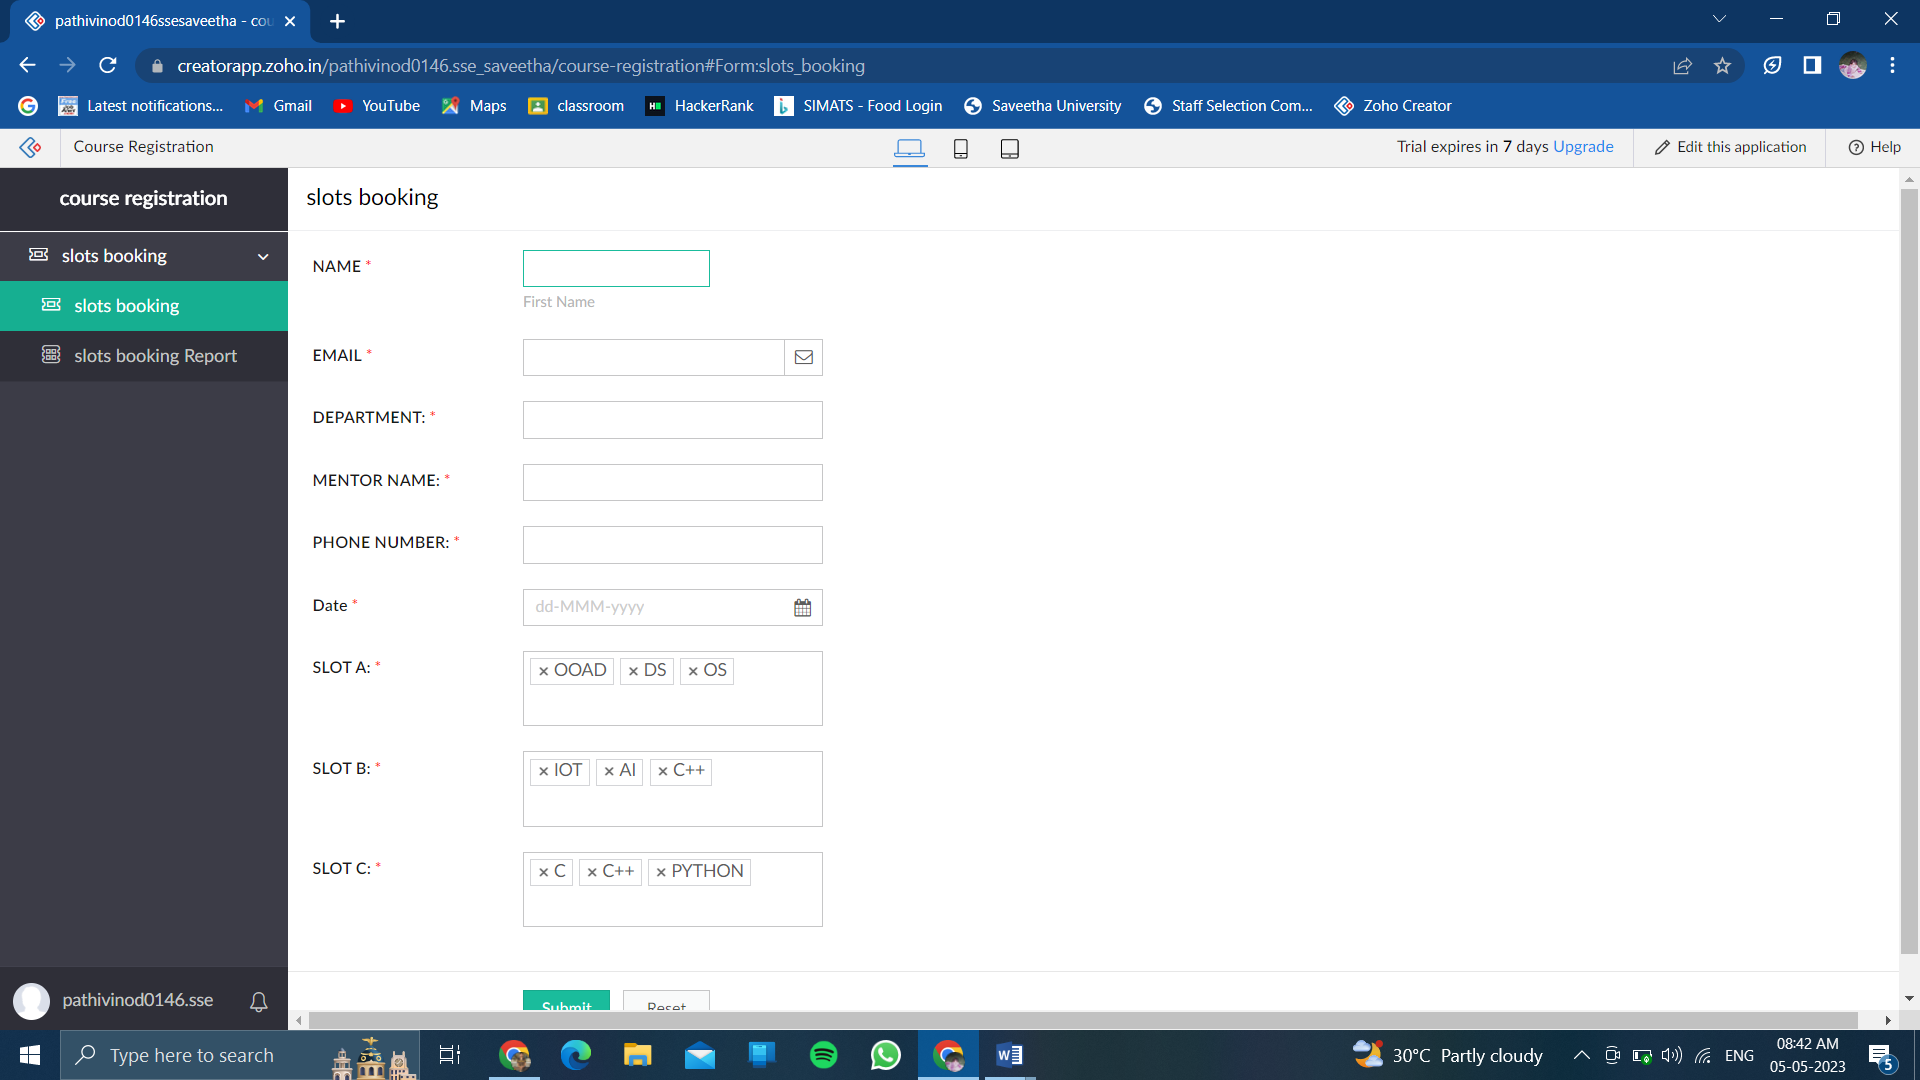 pathivinod0146ssesaveetha - cou
creatorapp.zoho.in/pathivinod0146.sse_saveetha/course-registration#Form:slots_booking
Latest notifications... Gmail YouTube Maps classroom HackerRank SIMATS - Food Login Saveetha University Staff Selection Com... Zoho Creator
Course Registration Trial expires in 7 days Upgrade Edit this application Help
course registration
slots booking
slots booking
slots booking Report
slots booking
NAME *
First Name
EMAIL *
DEPARTMENT: *
MENTOR NAME: *
PHONE NUMBER: *
Date * dd-MMM-yyyy
SLOT A: * × OOAD × DS × OS
SLOT B: * × IOT × AI × C++
SLOT C: * × C × C++ × PYTHON
Submit Reset
pathivinod0146.sse
Type here to search
30°C Partly cloudy ENG 08:42 AM
05-05-2023
5